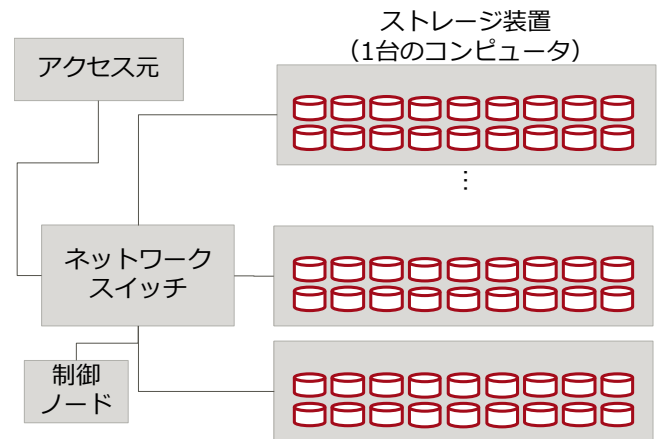 ストレージ装置
（1台のコンピュータ）
アクセス元
⋮
ネットワーク
スイッチ
制御
ノード